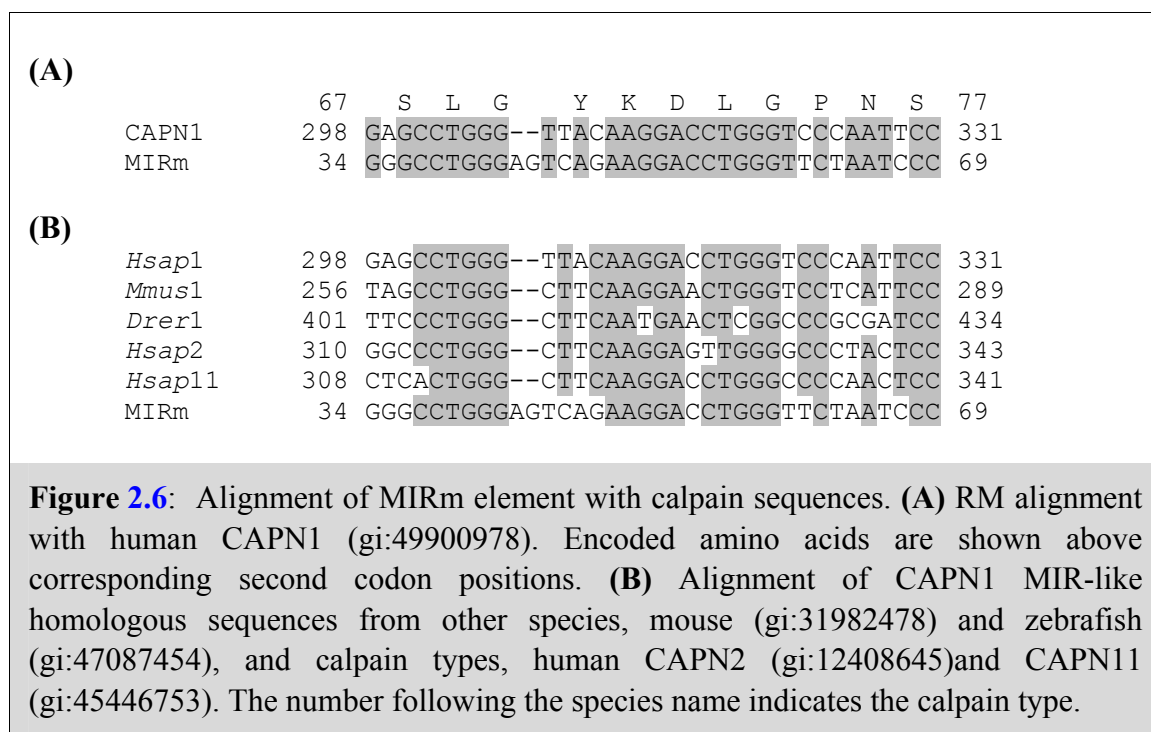 (A)
67 S L G Y K D L G P N S 77
CAPN1 298 GAGCCTGGG--TTACAAGGACCTGGGTCCCAATTCC 331
MIRm 34 GGGCCTGGGAGTCAGAAGGACCTGGGTTCTAATCCC 69
(B)
Hsap1 298 GAGCCTGGG--TTACAAGGACCTGGGTCCCAATTCC 331
Mmus1 256 TAGCCTGGG--CTTCAAGGAACTGGGTCCTCATTCC 289
Drer1 401 TTCCCTGGG--CTTCAATGAACTCGGCCCGCGATCC 434
Hsap2 310 GGCCCTGGG--CTTCAAGGAGTTGGGGCCCTACTCC 343
Hsap11 308 CTCACTGGG--CTTCAAGGACCTGGGCCCCAACTCC 341
MIRm 34 GGGCCTGGGAGTCAGAAGGACCTGGGTTCTAATCCC 69
Figure 2.6: Alignment of MIRm element with calpain sequences. (A) RM alignment
with human CAPN1 (gi:49900978). Encoded amino acids are shown above
corresponding second codon positions. (B) Alignment of CAPN1 MIR-like
homologous sequences from other species, mouse (gi:31982478) and zebrafish
(gi:47087454), and calpain types, human CAPN2 (gi:12408645)and CAPN11
(gi:45446753). The number following the species name indicates the calpain type.